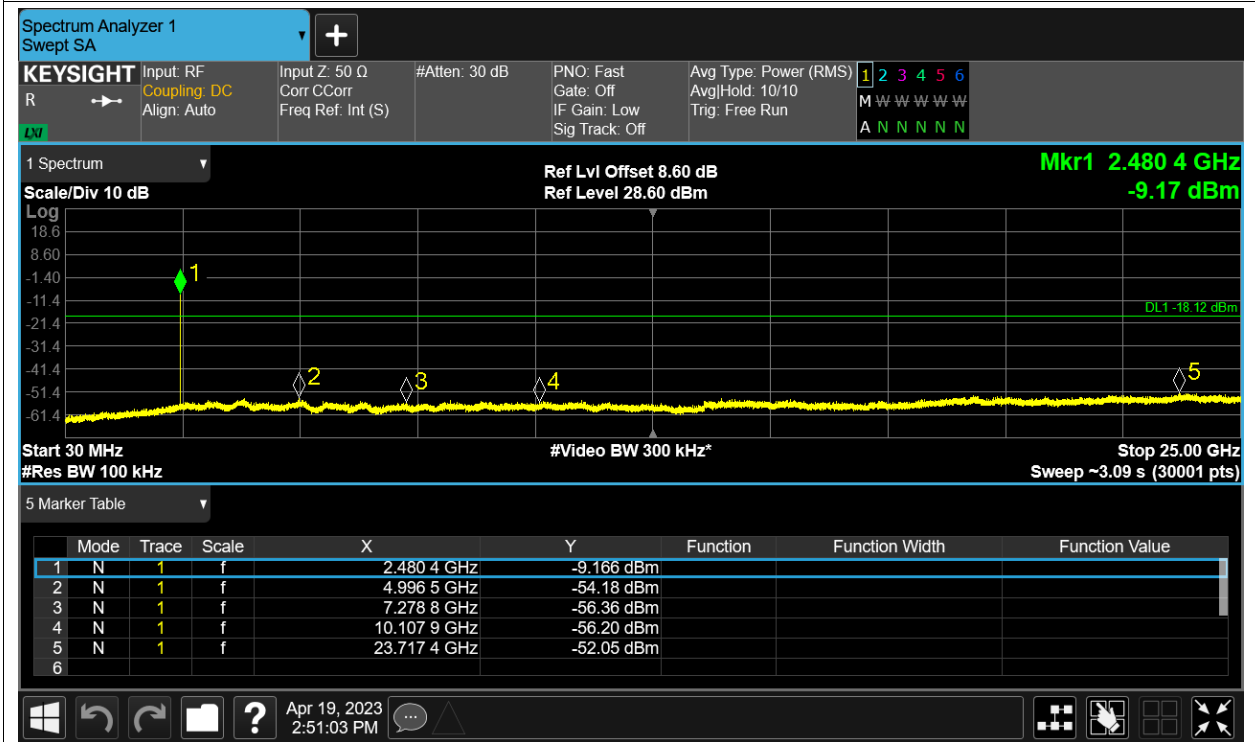 Spectrum Analyzer 1
Swept SA
▼
+
KEYSIGHT
R
LXI
Input: RF
Coupling: DC
Align: Auto
Input Z: 50 Ω
Corr CCorr
Freq Ref: Int (S)
#Atten: 30 dB
PNO: Fast
Gate: Off
IF Gain: Low
Sig Track: Off
Avg Type: Power (RMS)
Avg|Hold: 10/10
Trig: Free Run
1 2 3 4 5 6
M W W W W W
A N N N N N
1 Spectrum ▼
Scale/Div 10 dB
Ref Lvl Offset 8.60 dB
Ref Level 28.60 dBm
Mkr1 2.480 4 GHz
-9.17 dBm
Log
18.6
8.60
-1.40
-11.4
-21.4
-31.4
-41.4
-51.4
-61.4
1
DL1 -18.12 dBm
2
3
4
5
Start 30 MHz
#Res BW 100 kHz
#Video BW 300 kHz*
Stop 25.00 GHz
Sweep ~3.09 s (30001 pts)
5 Marker Table ▼
Mode Trace Scale X Y Function Function Width Function Value
1 N 1 f 2.480 4 GHz -9.166 dBm
2 N 1 f 4.996 5 GHz -54.18 dBm
3 N 1 f 7.278 8 GHz -56.36 dBm
4 N 1 f 10.107 9 GHz -56.20 dBm
5 N 1 f 23.717 4 GHz -52.05 dBm
6
?
Apr 19, 2023
2:51:03 PM